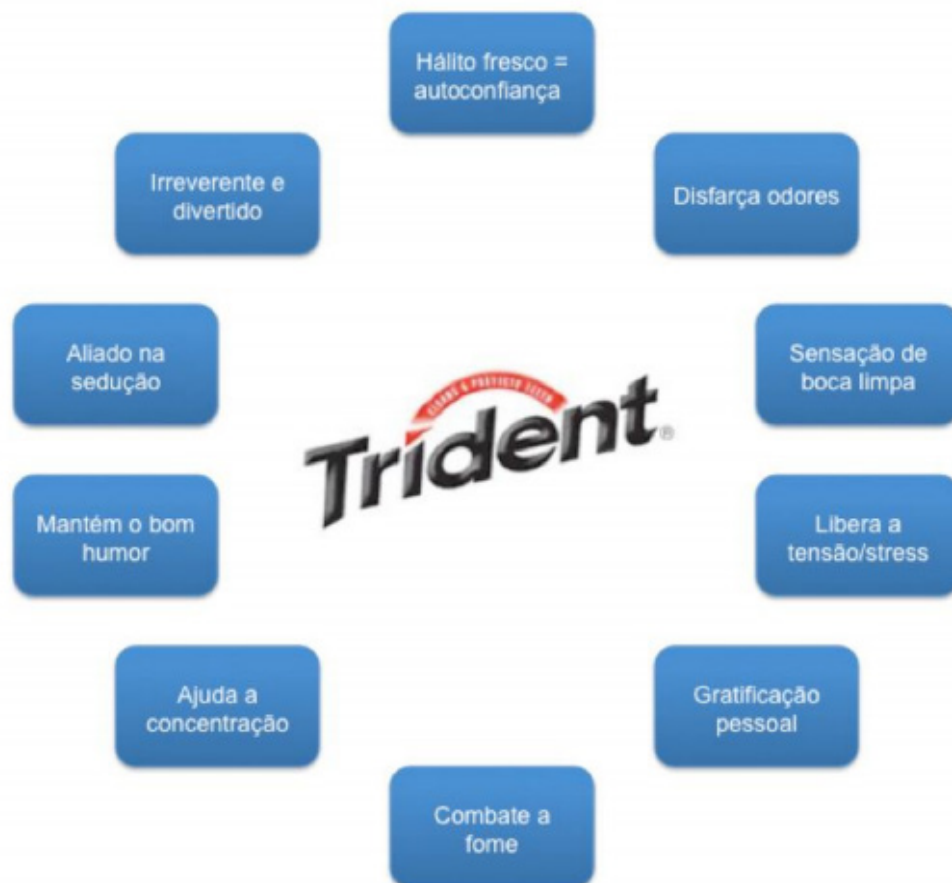 Hálito fresco =
autoconfiança
Irreverente e
divertido
Disfarça odores
Aliado na
sedução
Sensação de
boca limpa
Trident®
Mantém o bom
humor
Libera a
tensão/stress
Ajuda a
concentração
Gratificação
pessoal
Combate a
fome